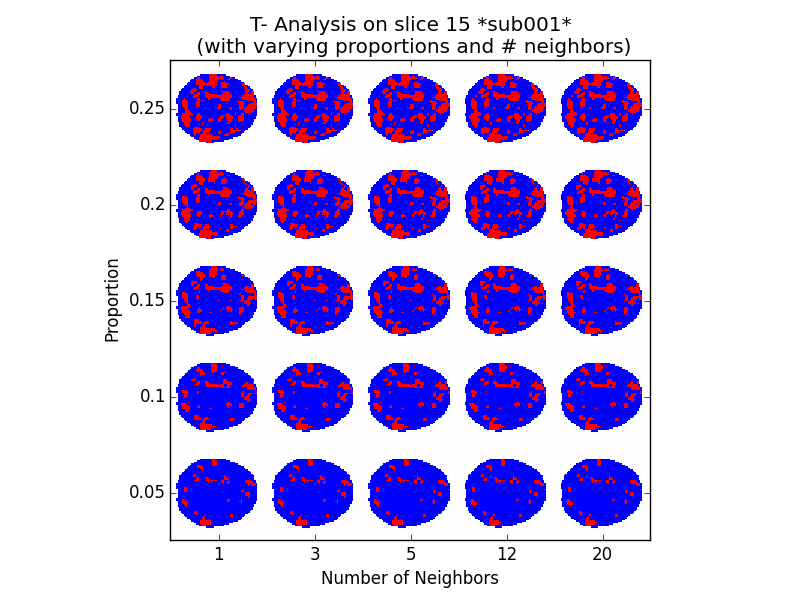 T- Analysis on slice 15 *sub001*
(with varying proportions and # neighbors)
0.25
0.2
0.15
0.1
0.05
Proportion
1 3 5 12 20
Number of Neighbors